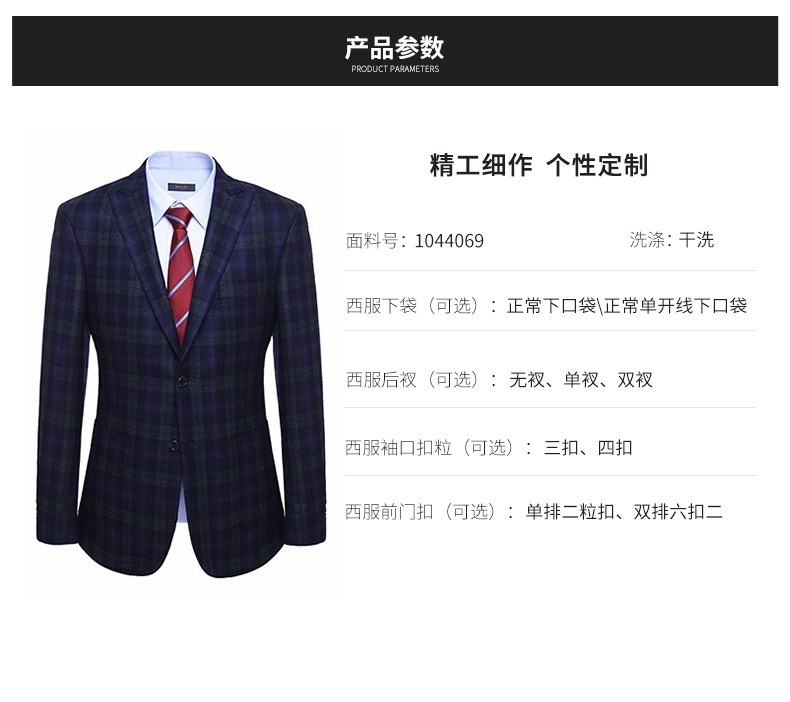 产品参数
PRODUCT PARAMETERS
精工细作 个性定制
面料号：1044069 洗涤：干洗
西服下袋（可选）：正常下口袋\正常单开线下口袋
西服后衩（可选）：无衩、单衩、双衩
西服袖口扣粒（可选）：三扣、四扣
西服前门扣（可选）：单排二粒扣、双排六扣二